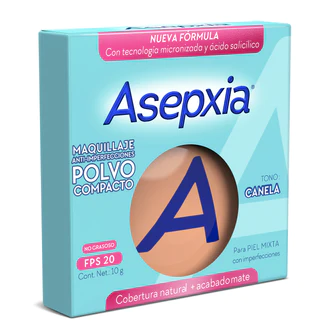 NUEVA FÓRMULA
Con tecnología micronizada y ácido salicílico
Asepxia®
MAQUILLAJE
ANTI-IMPERFECCIONES
POLVO
COMPACTO
A
TONO:
CANELA
NO GRASOSO
FPS 20
Cont. Net.: 10 g
Para PIEL MIXTA
con imperfecciones
Cobertura natural + acabado mate